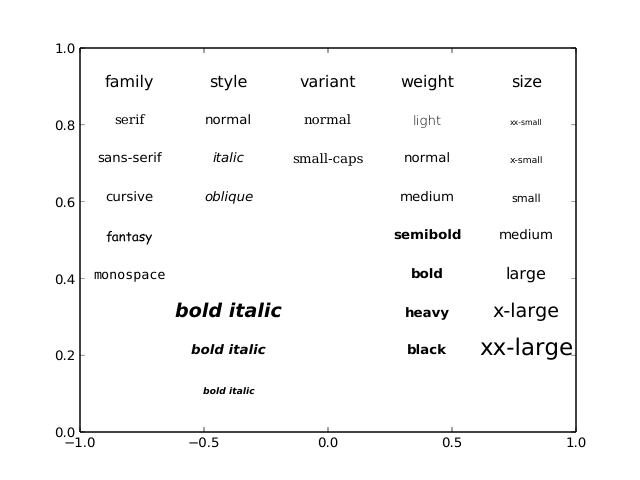 1.0
family style variant weight size
serif normal normal light xx-small
0.8
sans-serif italic small-caps normal x-small
cursive oblique medium small
0.6
fantasy semibold medium
monospace bold large
0.4
bold italic heavy x-large
bold italic black xx-large
0.2
bold italic
0.0
−1.0 −0.5 0.0 0.5 1.0